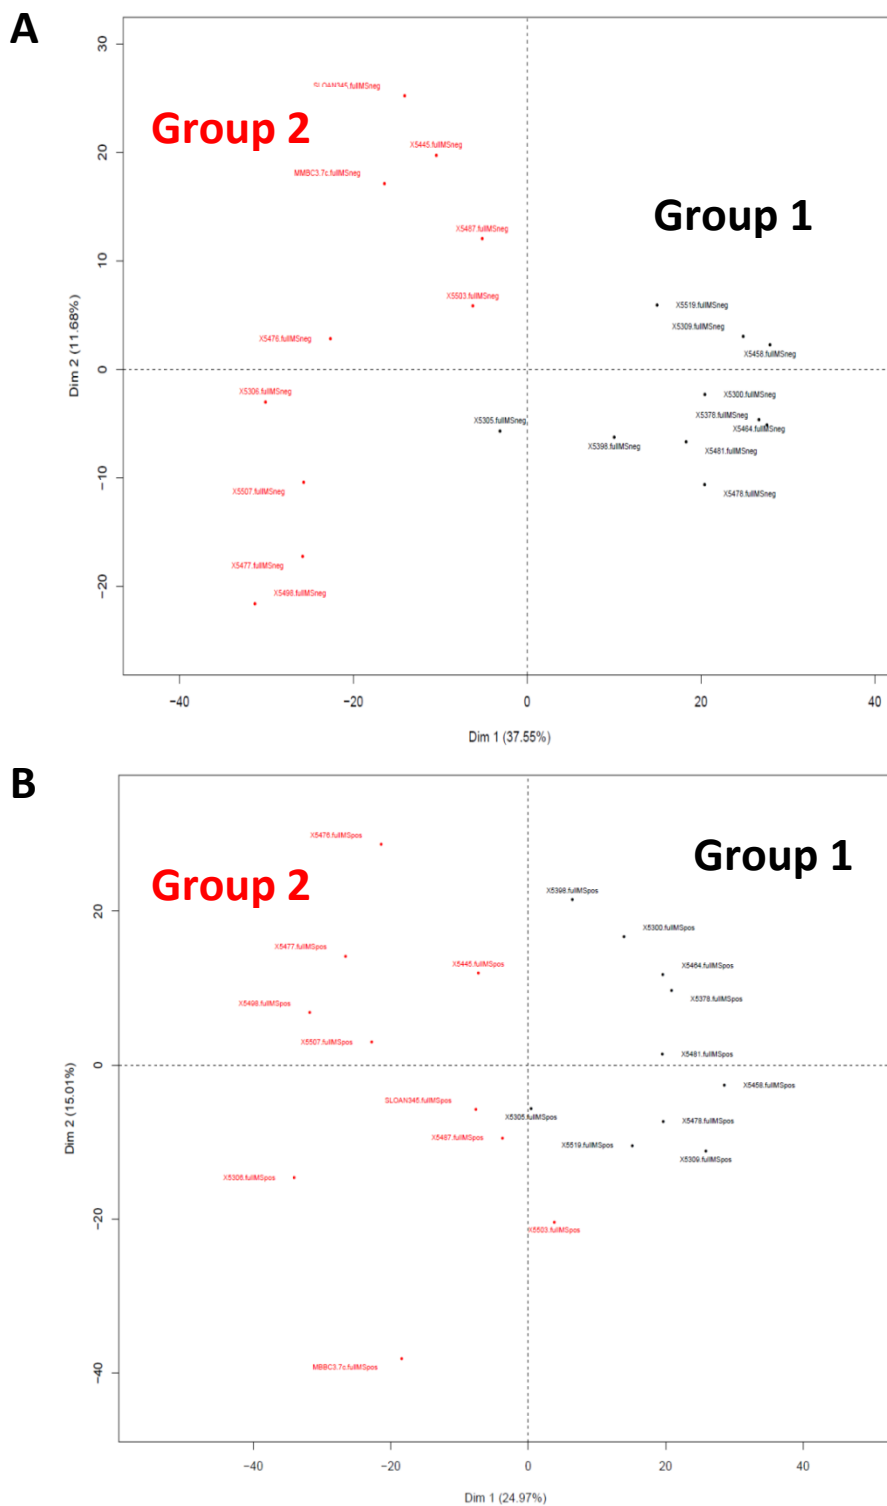 A
30
SLOAN345.fullMSneg
Group 2
X5445.fullMSneg
20
MMBC3.7c.fullMSneg
Group 1
X5487.fullMSneg
10
X5503.fullMSneg
X5519.fullMSneg
X5309.fullMSneg
X5476.fullMSneg
X5458.fullMSneg
Dim 2 (11.68%)
0
X5306.fullMSneg
X5300.fullMSneg
X5378.fullMSneg
X5305.fullMSneg
X5464.fullMSneg
X5398.fullMSneg
X5481.fullMSneg
−10
X5507.fullMSneg
X5478.fullMSneg
X5477.fullMSneg
−20
X5498.fullMSneg
−40
−20
0
20
40
Dim 1 (37.55%)
B
X5476.fullMSpos
Group 1
Group 2
X5398.fullMSpos
20
X5300.fullMSpos
X5477.fullMSpos
X5445.fullMSpos
X5464.fullMSpos
X5378.fullMSpos
X5498.fullMSpos
X5507.fullMSpos
X5481.fullMSpos
0
Dim 2 (15.01%)
X5458.fullMSpos
SLOAN345.fullMSpos
X5305.fullMSpos
X5478.fullMSpos
X5487.fullMSpos
X5519.fullMSpos
X5309.fullMSpos
X5306.fullMSpos
−20
X5503.fullMSpos
MBBC3.7c.fullMSpos
−40
−40
−20
0
20
40
Dim 1 (24.97%)